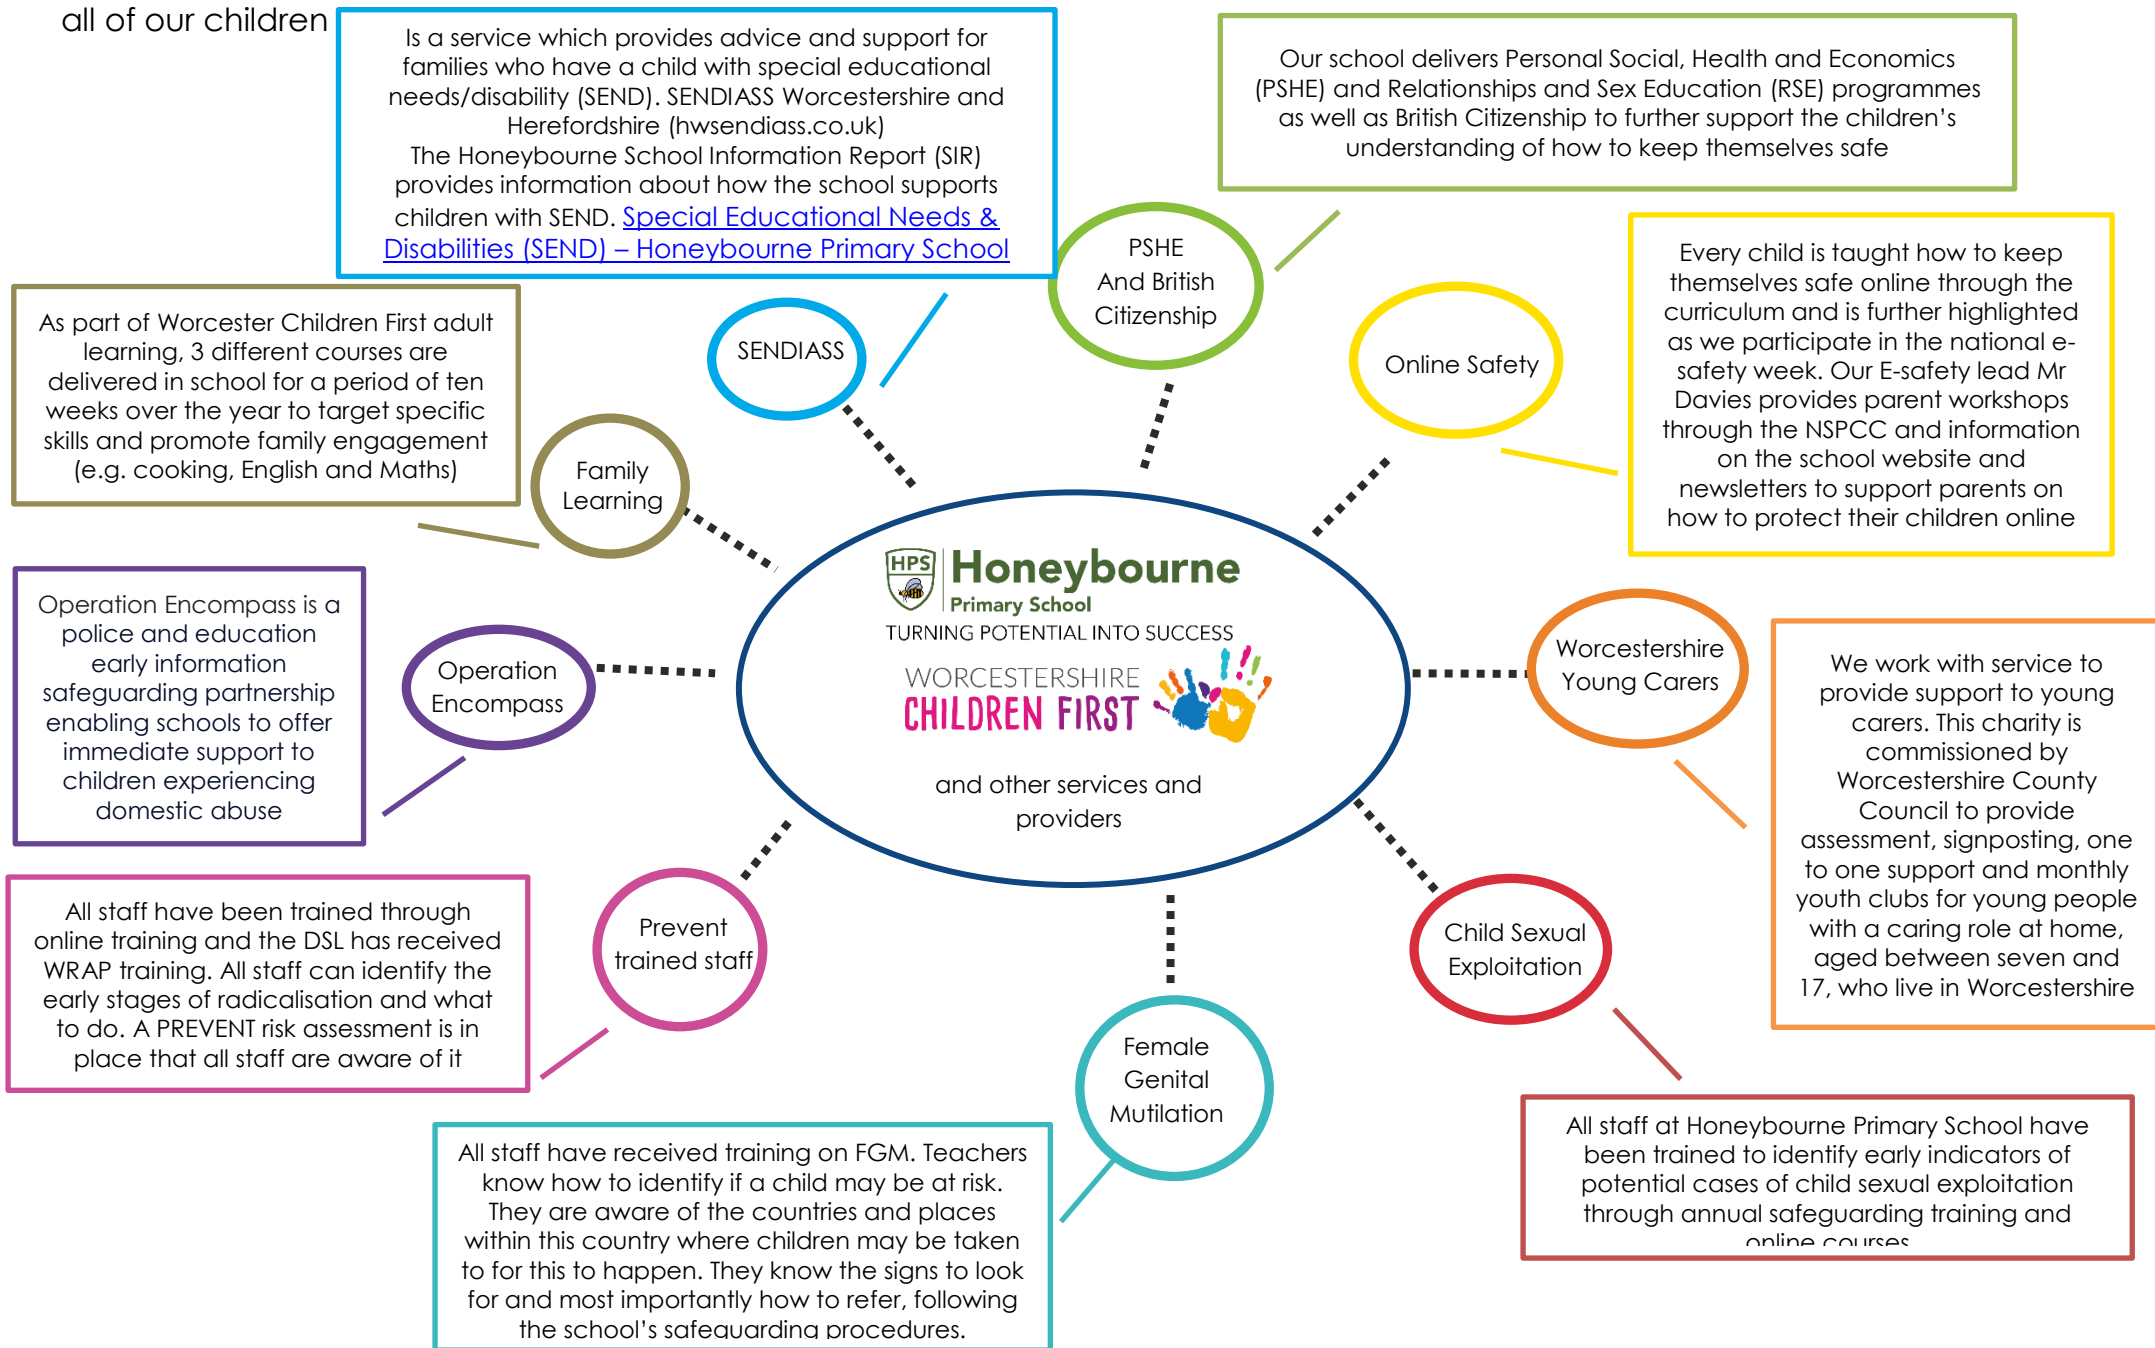 all of our children
Is a service which provides advice and support for
families who have a child with special educational
needs/disability (SEND). SENDIASS Worcestershire and
Herefordshire (hwsendiass.co.uk)
The Honeybourne School Information Report (SIR)
provides information about how the school supports
children with SEND. Special Educational Needs &
Disabilities (SEND) – Honeybourne Primary School
Our school delivers Personal Social, Health and Economics
(PSHE) and Relationships and Sex Education (RSE) programmes
as well as British Citizenship to further support the children’s
understanding of how to keep themselves safe
PSHE
And British
Citizenship
Every child is taught how to keep
themselves safe online through the
curriculum and is further highlighted
as we participate in the national e-
safety week. Our E-safety lead Mr
Davies provides parent workshops
through the NSPCC and information
on the school website and
newsletters to support parents on
how to protect their children online
Online Safety
SENDIASS
As part of Worcester Children First adult
learning, 3 different courses are
delivered in school for a period of ten
weeks over the year to target specific
skills and promote family engagement
(e.g. cooking, English and Maths)
Family
Learning
HPS
Honeybourne
Primary School
TURNING POTENTIAL INTO SUCCESS
WORCESTERSHIRE
CHILDREN FIRST
and other services and
providers
Operation Encompass is a
police and education
early information
safeguarding partnership
enabling schools to offer
immediate support to
children experiencing
domestic abuse
Operation
Encompass
Worcestershire
Young Carers
We work with service to
provide support to young
carers. This charity is
commissioned by
Worcestershire County
Council to provide
assessment, signposting, one
to one support and monthly
youth clubs for young people
with a caring role at home,
aged between seven and
17, who live in Worcestershire
All staff have been trained through
online training and the DSL has received
WRAP training. All staff can identify the
early stages of radicalisation and what
to do. A PREVENT risk assessment is in
place that all staff are aware of it
Prevent
trained staff
Child Sexual
Exploitation
Female
Genital
Mutilation
All staff have received training on FGM. Teachers
know how to identify if a child may be at risk.
They are aware of the countries and places
within this country where children may be taken
to for this to happen. They know the signs to look
for and most importantly how to refer, following
the school’s safeguarding procedures.
All staff at Honeybourne Primary School have
been trained to identify early indicators of
potential cases of child sexual exploitation
through annual safeguarding training and
online courses